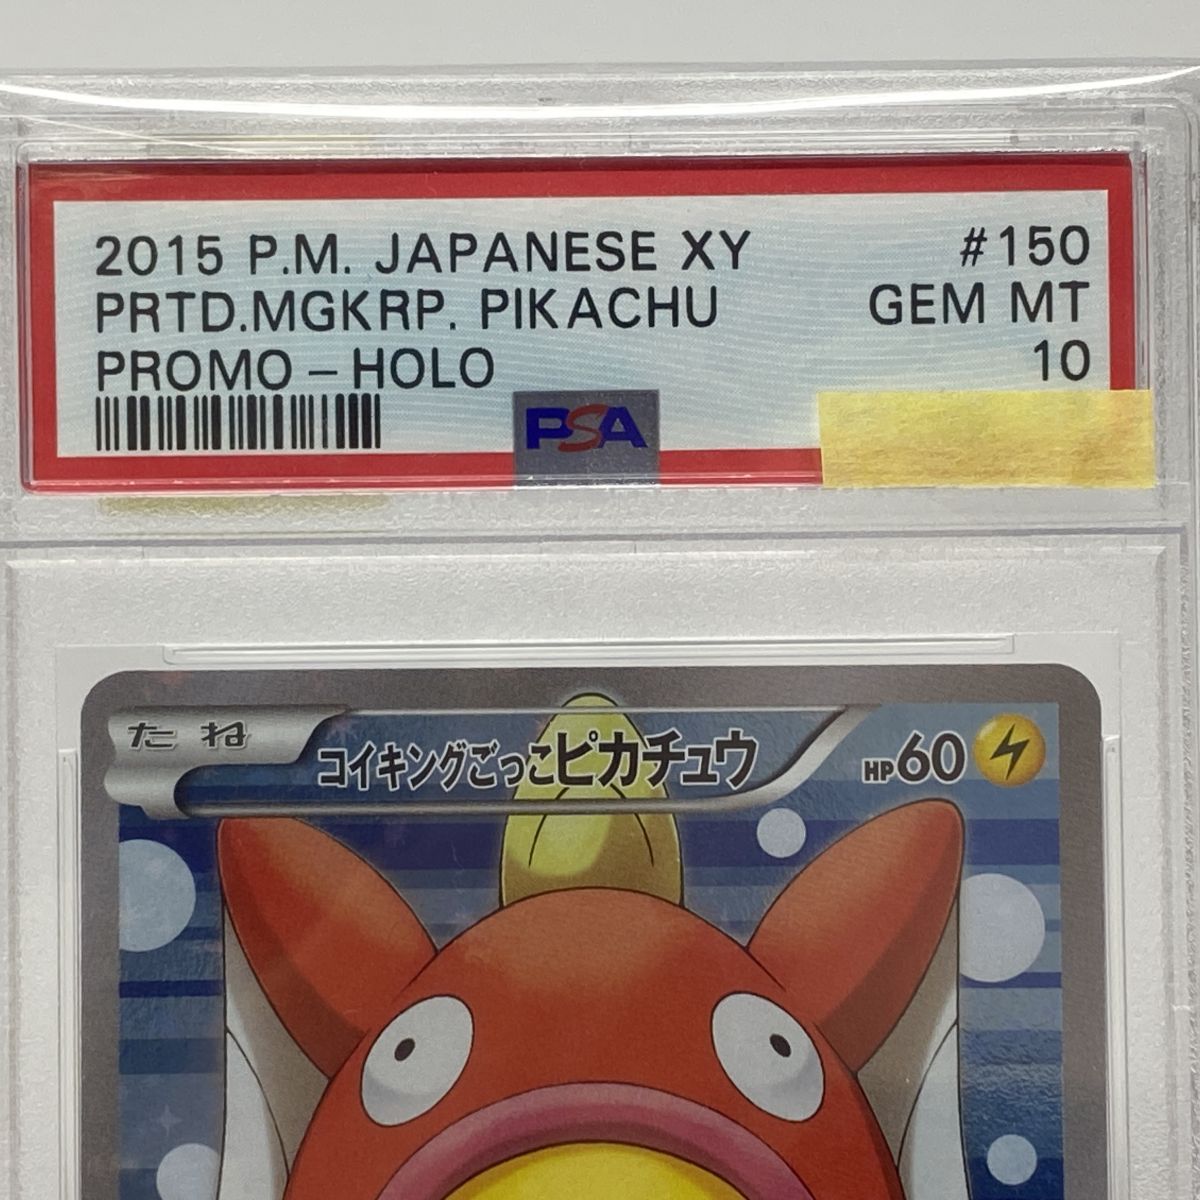 2015 P.M. JAPANESE XY #150
PRTD.MGKRP. PIKACHU GEM MT
PROMO - HOLO 10
PSA
たね コイキングごっこピカチュウ HP60